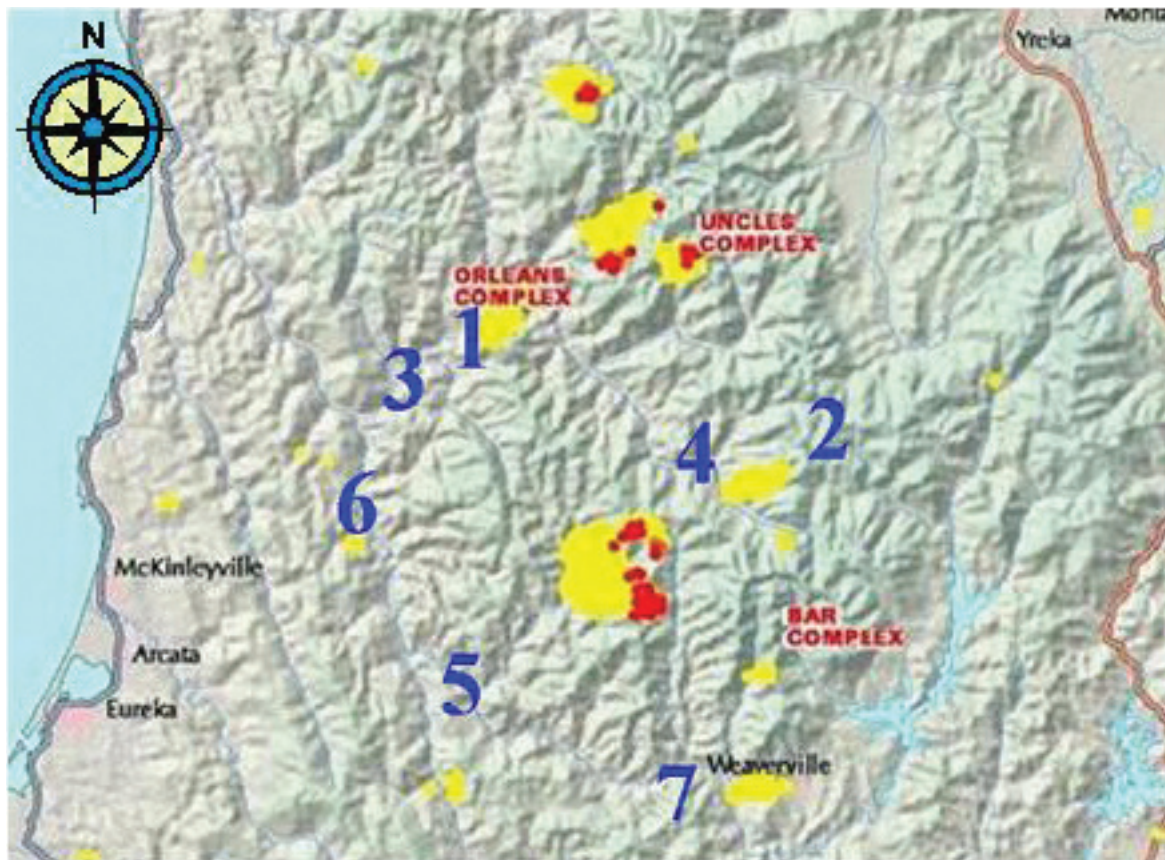 N
Yreka
UNCLES
COMPLEX
ORLEANS
COMPLEX
1
3
2
4
6
McKinleyville
BAR
COMPLEX
Arcata
5
Eureka
Weaverville
7